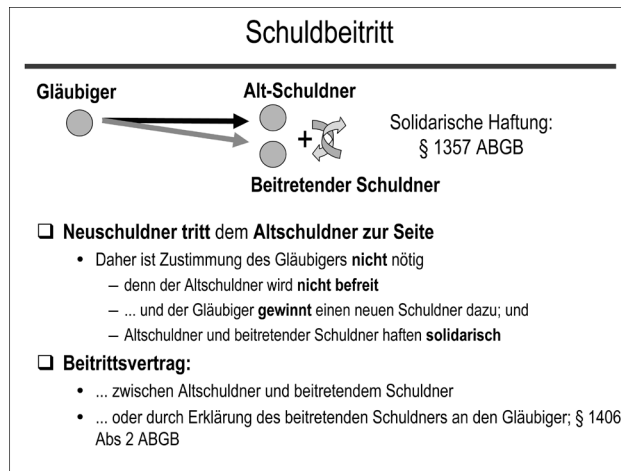 Schuldbeitritt
Gläubiger
Alt-Schuldner
+
Solidarische Haftung:
§ 1357 ABGB
Beitretender Schuldner
❑ Neuschuldner tritt dem Altschuldner zur Seite
• Daher ist Zustimmung des Gläubigers nicht nötig
– denn der Altschuldner wird nicht befreit
– ... und der Gläubiger gewinnt einen neuen Schuldner dazu; und
– Altschuldner und beitretender Schuldner haften solidarisch
❑ Beitrittsvertrag:
• ... zwischen Altschuldner und beitretendem Schuldner
• ... oder durch Erklärung des beitretenden Schuldners an den Gläubiger; § 1406
Abs 2 ABGB